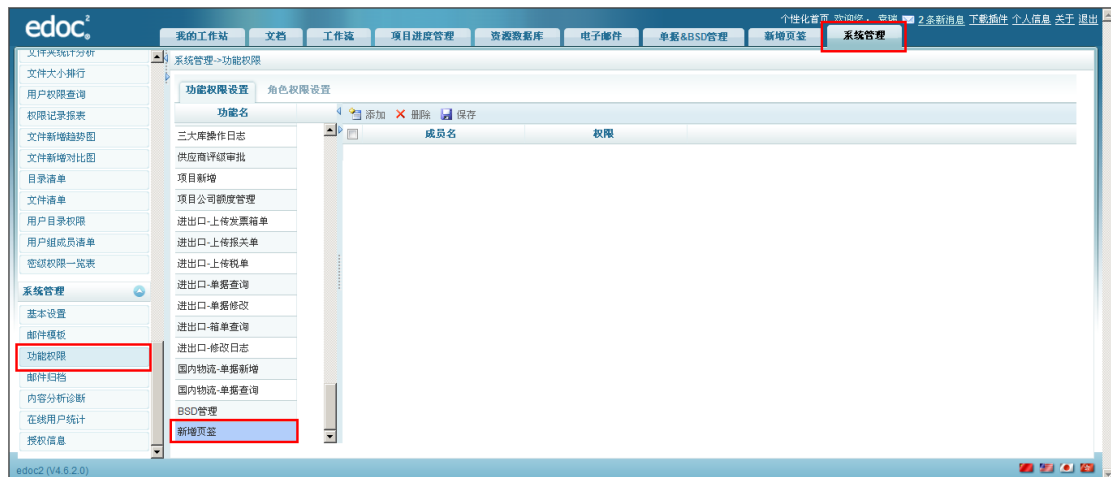 edoc2
个性化首页 欢迎您， 袁瑞 2条新消息 下载插件 个人信息 关于 退出
我的工作站 文档 工作流 项目进度管理 资源数据库 电子邮件 单据&BSD管理 新增页签 系统管理
文件夹统计分析
文件大小排行
用户权限查询
权限记录报表
文件新增趋势图
文件新增对比图
目录清单
文件清单
用户目录权限
用户组成员清单
密级权限一览表
系统管理
基本设置
邮件模板
功能权限
邮件归档
内容分析诊断
在线用户统计
授权信息
系统管理->功能权限
功能权限设置 角色权限设置
功能名
三大库操作日志
供应商评级审批
项目新增
项目公司额度管理
进出口-上传发票箱单
进出口-上传报关单
进出口-上传税单
进出口-单据查询
进出口-单据修改
进出口-箱单查询
进出口-修改日志
国内物流-单据新增
国内物流-单据查询
BSD管理
新增页签
添加 删除 保存
成员名 权限
edoc2 (V4.6.2.0)